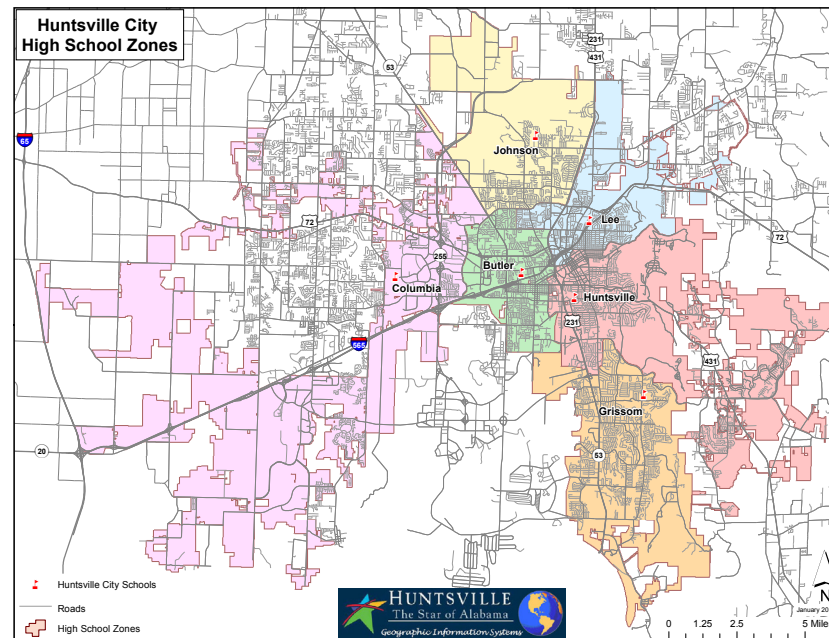 Huntsville City
High School Zones
231
431
53
65
Johnson
Lee
72
72
255
Butler
Columbia
Huntsville
231
565
431
Grissom
20
53
Huntsville City Schools
Roads
High School Zones
HUNTSVILLE
The Star of Alabama
Geographic Information Systems
N
January 20
0 1.25 2.5 5 Mile